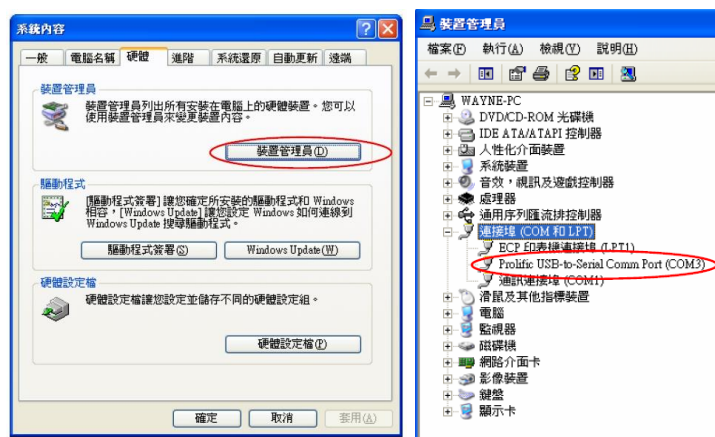 系統內容
一般 電腦名稱 硬體 進階 系統還原 自動更新 遠端
裝置管理員
裝置管理員列出所有安裝在電腦上的硬體裝置。您可以
使用裝置管理員來變更裝置內容。
裝置管理員(D)
驅動程式
[驅動程式簽署] 讓您確定所安裝的驅動程式和 Windows
相容，[Windows Update] 讓您設定 Windows 如何連線到
Windows Update 搜尋驅動程式。
驅動程式簽署(S) Windows Update(W)
硬體設定檔
硬體設定檔讓您設定並儲存不同的硬體設定組。
硬體設定檔(P)
確定 取消 套用(A)
裝置管理員
檔案(F) 執行(A) 檢視(V) 説明(H)
WAYNE-PC
DVD/CD-ROM 光碟機
IDE ATA/ATAPI 控制器
人性化介面裝置
系統裝置
音效，視訊及遊戲控制器
處理器
通用序列匯流排控制器
連接埠 (COM 和 LPT)
ECP 印表機連接埠 (LPT1)
Prolific USB-to-Serial Comm Port (COM3)
通訊連接埠 (COM1)
滑鼠及其他指標裝置
電腦
監視器
磁碟機
網路介面卡
影像裝置
鍵盤
顯示卡